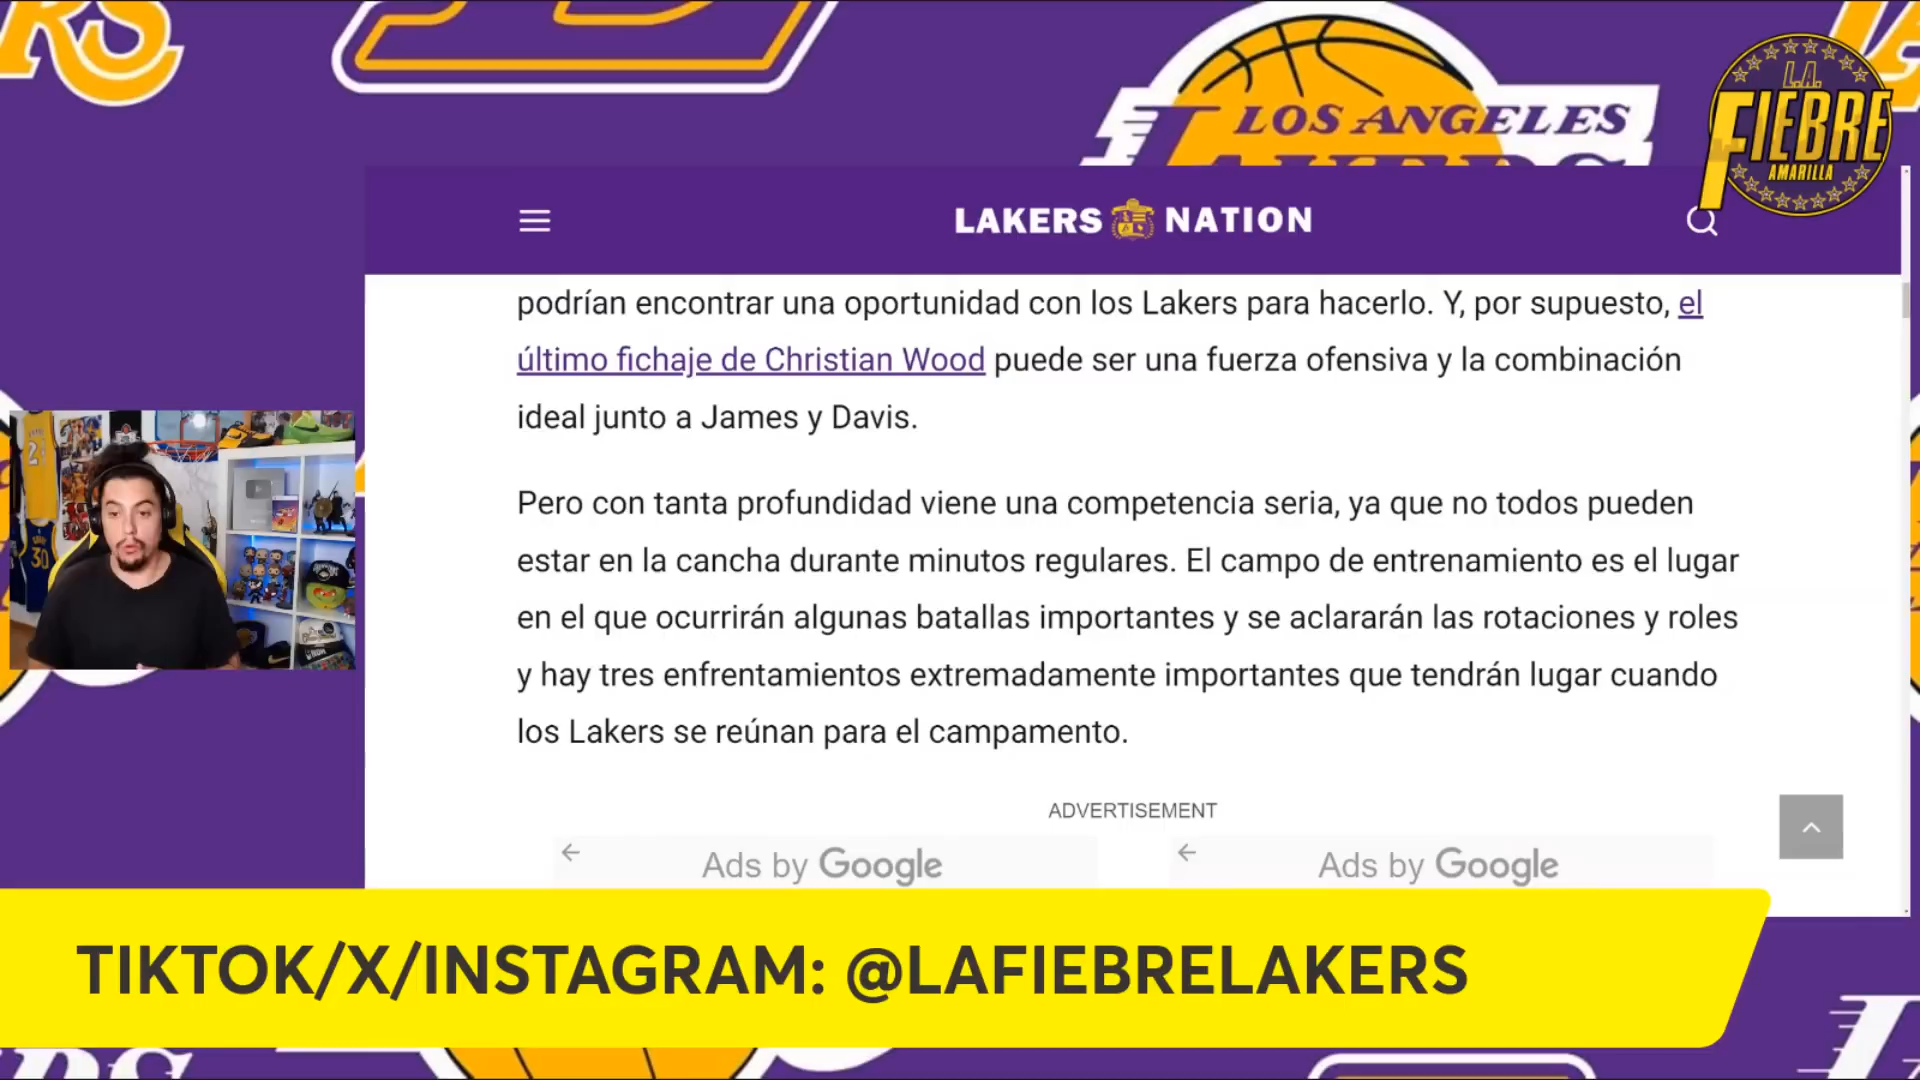 RS
LOS ANGELES
L.A.
FIEBRE
AMARILLA
LAKERS NATION
podrían encontrar una oportunidad con los Lakers para hacerlo. Y, por supuesto, el
último fichaje de Christian Wood puede ser una fuerza ofensiva y la combinación
ideal junto a James y Davis.
Pero con tanta profundidad viene una competencia seria, ya que no todos pueden
estar en la cancha durante minutos regulares. El campo de entrenamiento es el lugar
en el que ocurrirán algunas batallas importantes y se aclararán las rotaciones y roles
y hay tres enfrentamientos extremadamente importantes que tendrán lugar cuando
los Lakers se reúnan para el campamento.
ADVERTISEMENT
Ads by Google
Ads by Google
30
TIKTOK/X/INSTAGRAM: @LAFIEBRELAKERS